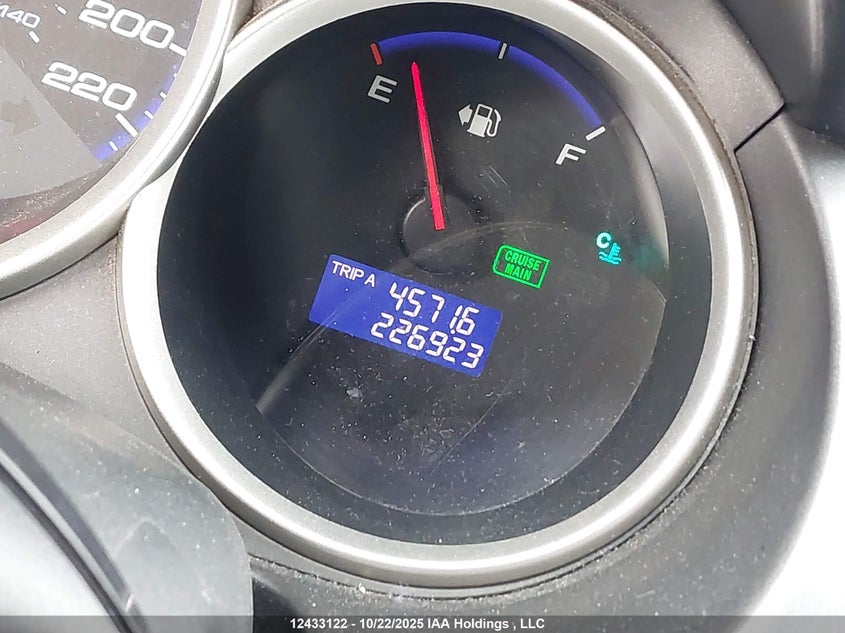 140
200
220
E
F
C
CRUISE
MAIN
TRIP A
4571.6
226923
12433122 - 10/22/2025 IAA Holdings , LLC